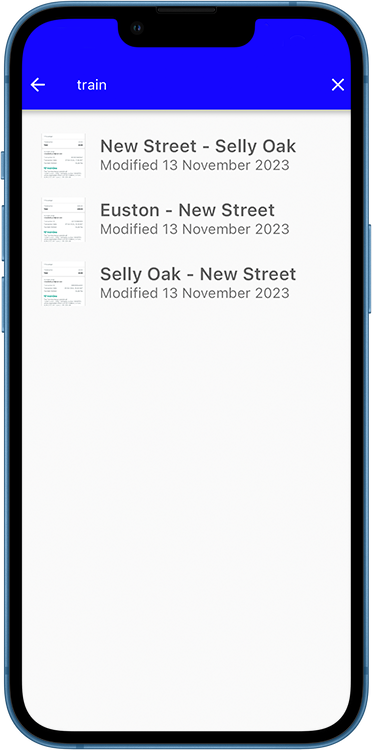 train
New Street - Selly Oak
Modified 13 November 2023
Euston - New Street
Modified 13 November 2023
Selly Oak - New Street
Modified 13 November 2023